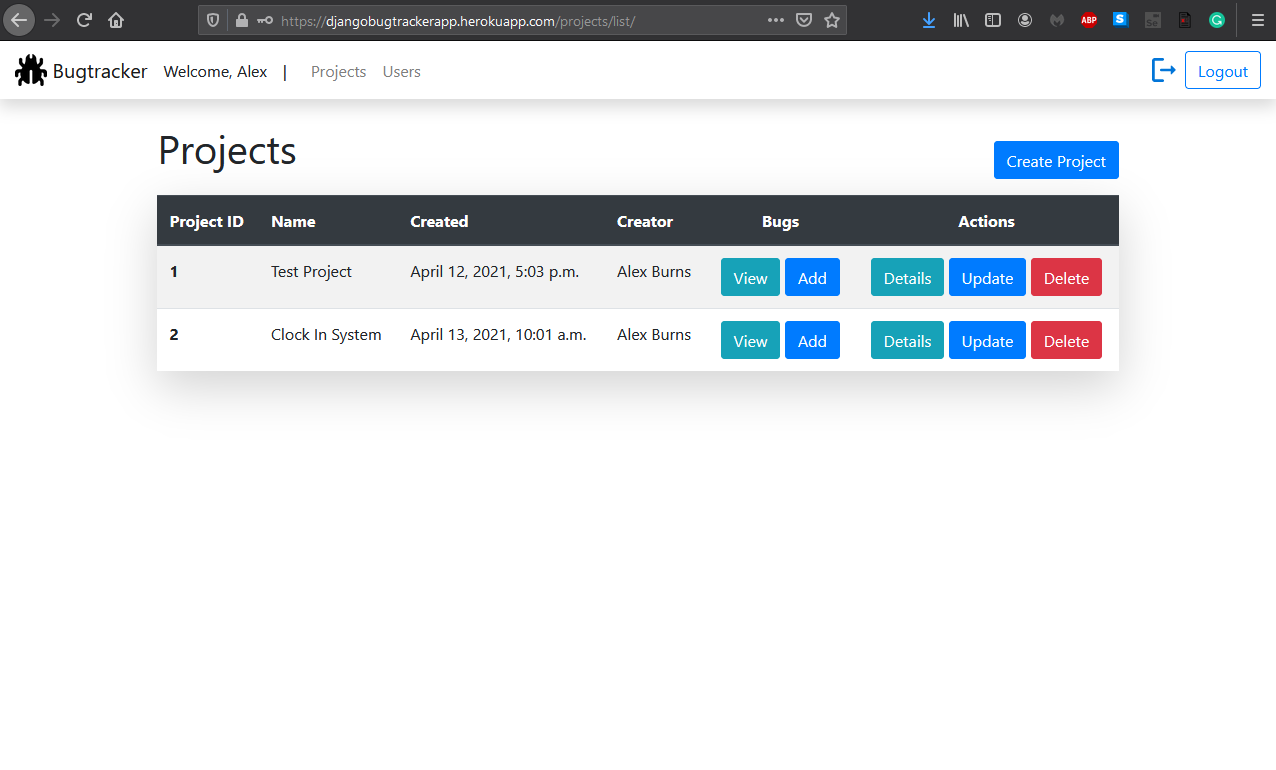 https://djangobugtrackerapp.herokuapp.com/projects/list/ ABP S Se G
Bugtracker Welcome, Alex | Projects Users Logout
Projects
Create Project
Project ID Name Created Creator Bugs Actions
1 Test Project April 12, 2021, 5:03 p.m. Alex Burns View Add Details Update Delete
2 Clock In System April 13, 2021, 10:01 a.m. Alex Burns View Add Details Update Delete